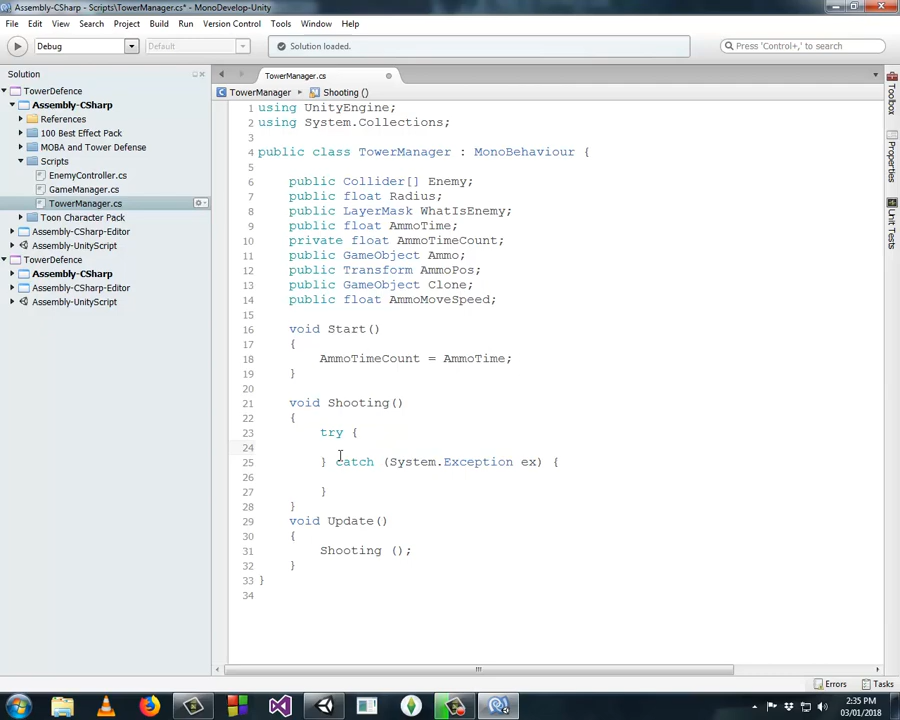 Assembly-CSharp - Scripts\TowerManager.cs* - MonoDevelop-Unity
File Edit View Search Project Build Run Version Control Tools Window Help
Debug Default Solution loaded. Press 'Control+,' to search
Solution
TowerManager.cs
TowerManager Shooting ()
TowerDefence
Assembly-CSharp
References
100 Best Effect Pack
MOBA and Tower Defense
Scripts
EnemyController.cs
GameManager.cs
TowerManager.cs
Toon Character Pack
Assembly-CSharp-Editor
Assembly-UnityScript
TowerDefence
Assembly-CSharp
Assembly-CSharp-Editor
Assembly-UnityScript
1 using UnityEngine;
2 using System.Collections;
3
4 public class TowerManager : MonoBehaviour {
5
6 public Collider[] Enemy;
7 public float Radius;
8 public LayerMask WhatIsEnemy;
9 public float AmmoTime;
10 private float AmmoTimeCount;
11 public GameObject Ammo;
12 public Transform AmmoPos;
13 public GameObject Clone;
14 public float AmmoMoveSpeed;
15
16 void Start()
17 {
18 AmmoTimeCount = AmmoTime;
19 }
20
21 void Shooting()
22 {
23 try {
24
25 } catch (System.Exception ex) {
26
27 }
28 }
29 void Update()
30 {
31 Shooting ();
32 }
33 }
34
Toolbox
Properties
Unit Tests
Errors Tasks
2:35 PM
03/01/2018